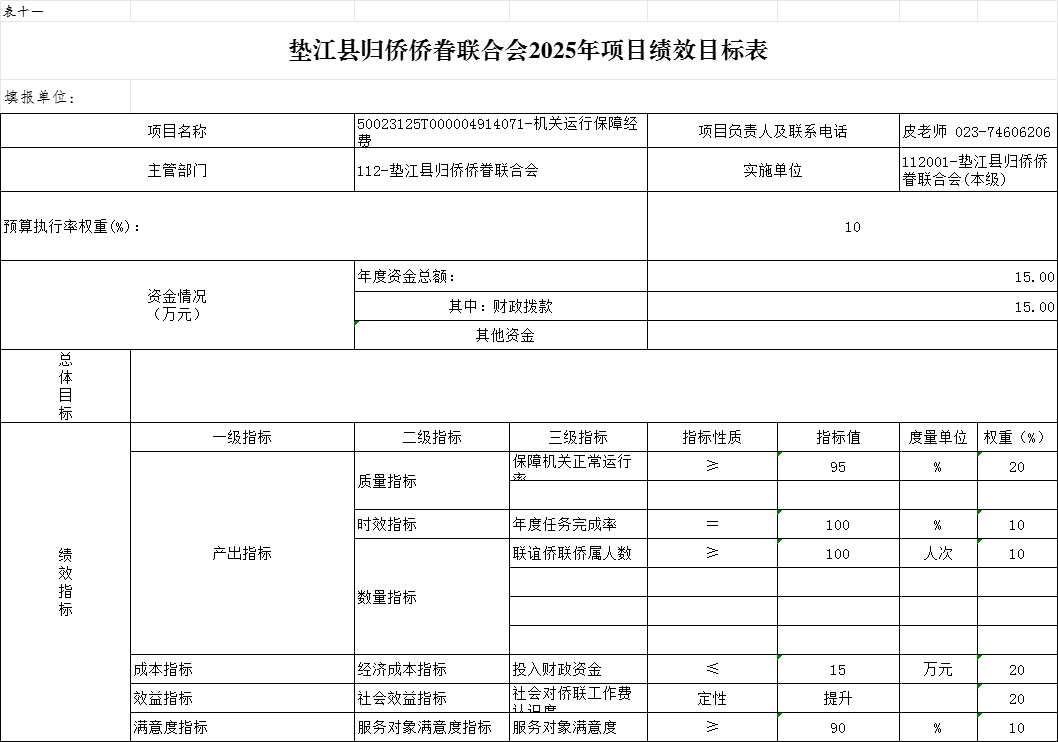 表十一
垫江县归侨侨眷联合会2025年项目绩效目标表
填报单位：
项目名称
50023125T000004914071-机关运行保障经
费
项目负责人及联系电话
皮老师 023-74606206
主管部门
112-垫江县归侨侨眷联合会
实施单位
112001-垫江县归侨侨
眷联合会(本级)
预算执行率权重(%)：
10
资金情况
（万元）
年度资金总额：
15.00
其中：财政拨款
15.00
其他资金
总
体
目
标
绩
效
指
标
一级指标
二级指标
三级指标
指标性质
指标值
度量单位
权重（%）
产出指标
质量指标
保障机关正常运行
率
≥
95
%
20
时效指标
年度任务完成率
＝
100
%
10
数量指标
联谊侨联侨属人数
≥
100
人次
10
成本指标
经济成本指标
投入财政资金
≤
15
万元
20
效益指标
社会效益指标
社会对侨联工作费
认识度
定性
提升
20
满意度指标
服务对象满意度指标
服务对象满意度
≥
90
%
10